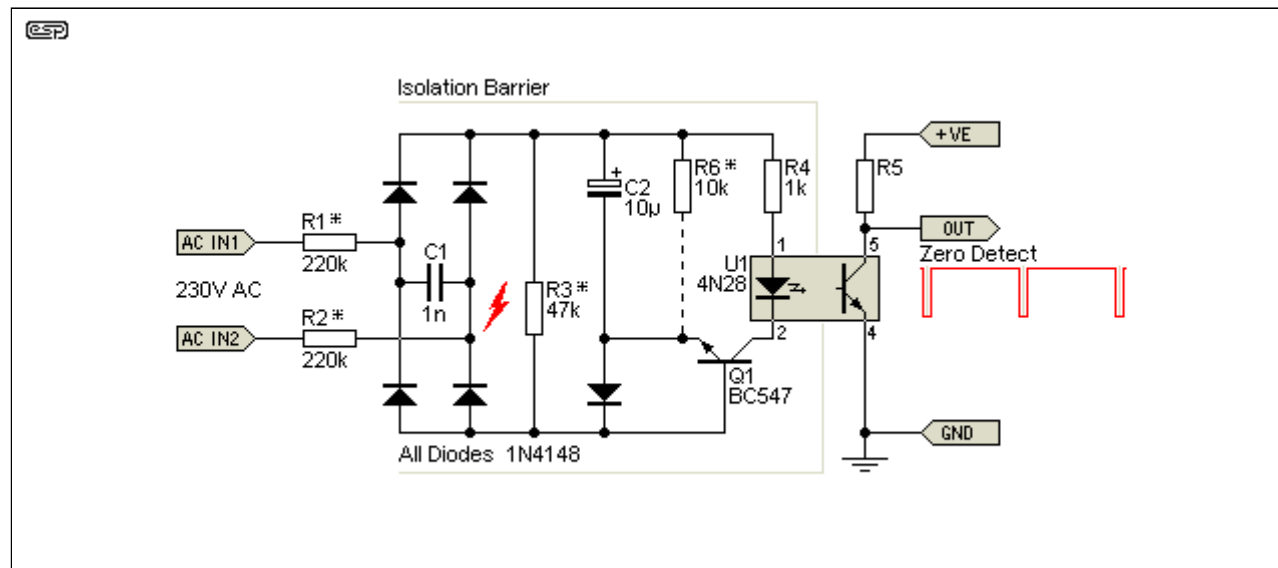 esp
Isolation Barrier
+VE
R6 *
10k
R4
1k
R5
C2
10µ
+
R1 *
220k
AC IN1
OUT
Zero Detect
C1
1n
U1
4N28
1
5
230V AC
R3 *
47k
R2 *
220k
AC IN2
2
4
Q1
BC547
GND
All Diodes 1N4148